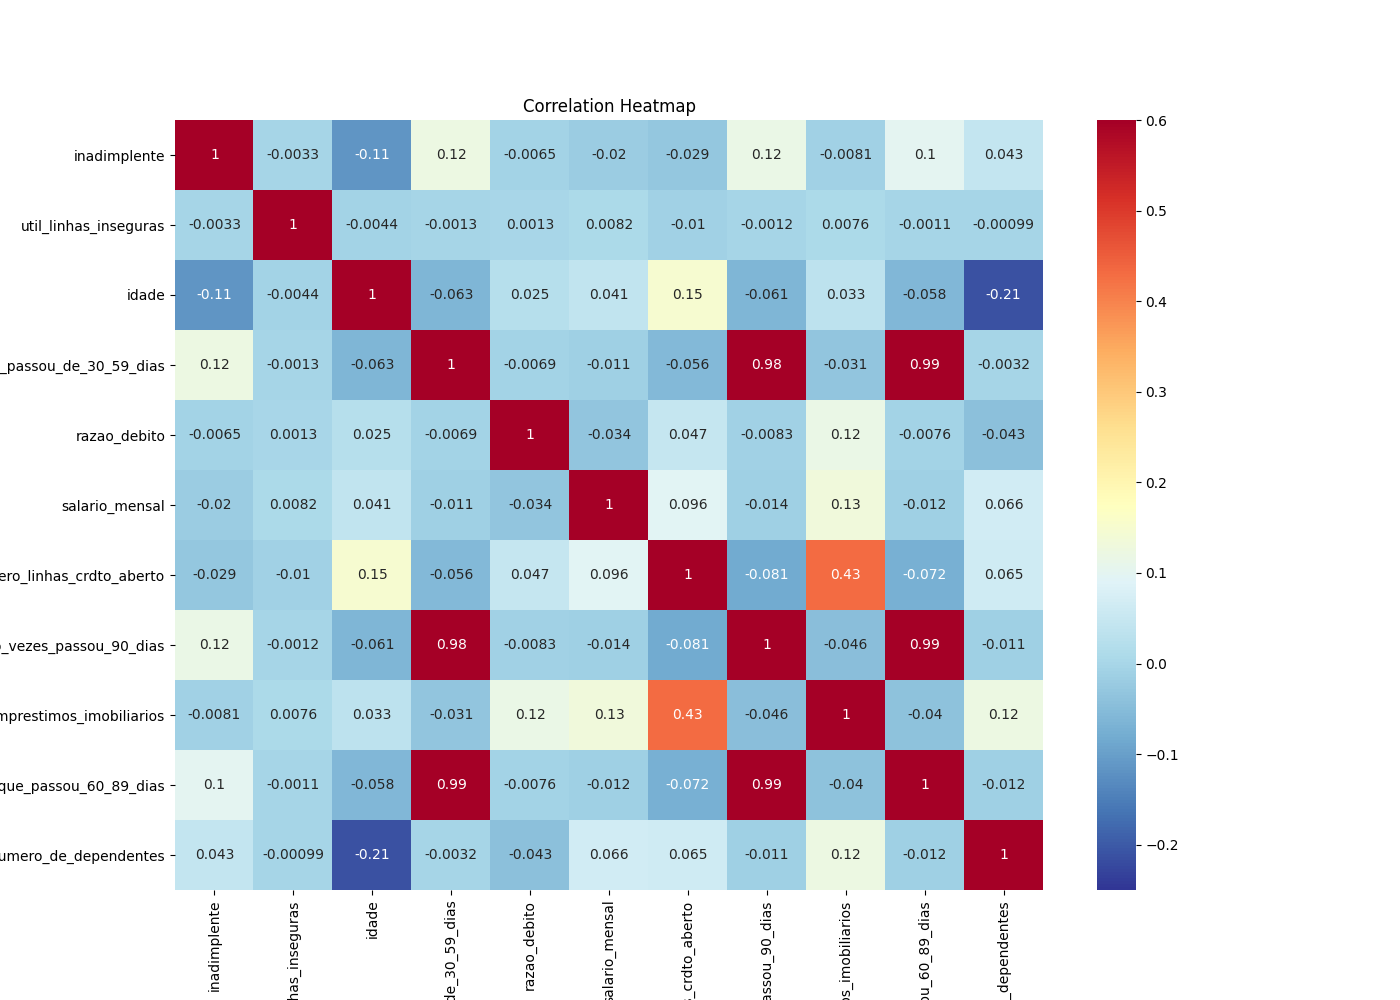 Correlation Heatmap
inadimplente 1 -0.0033 -0.11 0.12 -0.0065 -0.02 -0.029 0.12 -0.0081 0.1 0.043
util_linhas_inseguras -0.0033 1 -0.0044 -0.0013 0.0013 0.0082 -0.01 -0.0012 0.0076 -0.0011 -0.00099
idade -0.11 -0.0044 1 -0.063 0.025 0.041 0.15 -0.061 0.033 -0.058 -0.21
_passou_de_30_59_dias 0.12 -0.0013 -0.063 1 -0.0069 -0.011 -0.056 0.98 -0.031 0.99 -0.0032
razao_debito -0.0065 0.0013 0.025 -0.0069 1 -0.034 0.047 -0.0083 0.12 -0.0076 -0.043
salario_mensal -0.02 0.0082 0.041 -0.011 -0.034 1 0.096 -0.014 0.13 -0.012 0.066
ero_linhas_crdto_aberto -0.029 -0.01 0.15 -0.056 0.047 0.096 1 -0.081 0.43 -0.072 0.065
_vezes_passou_90_dias 0.12 -0.0012 -0.061 0.98 -0.0083 -0.014 -0.081 1 -0.046 0.99 -0.011
mprestimos_imobiliarios -0.0081 0.0076 0.033 -0.031 0.12 0.13 0.43 -0.046 1 -0.04 0.12
que_passou_60_89_dias 0.1 -0.0011 -0.058 0.99 -0.0076 -0.012 -0.072 0.99 -0.04 1 -0.012
umero_de_dependentes 0.043 -0.00099 -0.21 -0.0032 -0.043 0.066 0.065 -0.011 0.12 -0.012 1
inadimplente
has_inseguras
idade
de_30_59_dias
razao_debito
salario_mensal
_crdto_aberto
assou_90_dias
os_imobiliarios
ou_60_89_dias
_dependentes
0.6
0.5
0.4
0.3
0.2
0.1
0.0
−0.1
−0.2